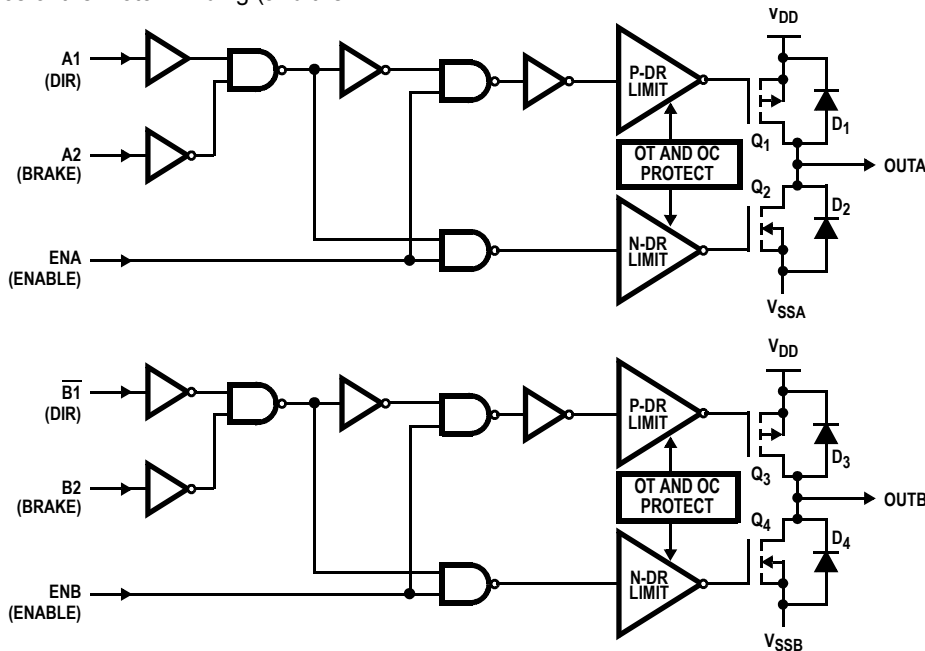 V_DD
A1
(DIR)
P-DR
LIMIT
D_1
Q_1
A2
(BRAKE)
OT AND OC
PROTECT
OUTA
Q_2
D_2
ENA
(ENABLE)
N-DR
LIMIT
V_SSA
V_DD
B̅1̅
(DIR)
P-DR
LIMIT
D_3
Q_3
B2
(BRAKE)
OT AND OC
PROTECT
OUTB
Q_4
D_4
ENB
(ENABLE)
N-DR
LIMIT
V_SSB